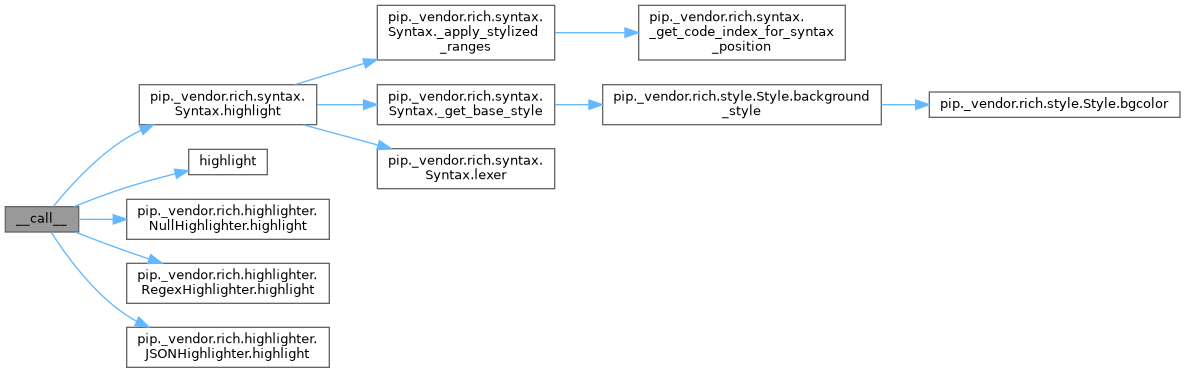 __call__
pip._vendor.rich.syntax.
Syntax.highlight
highlight
pip._vendor.rich.highlighter.
NullHighlighter.highlight
pip._vendor.rich.highlighter.
RegexHighlighter.highlight
pip._vendor.rich.highlighter.
JSONHighlighter.highlight
pip._vendor.rich.syntax.
Syntax._apply_stylized
_ranges
pip._vendor.rich.syntax.
Syntax._get_base_style
pip._vendor.rich.syntax.
Syntax.lexer
pip._vendor.rich.syntax.
_get_code_index_for_syntax
_position
pip._vendor.rich.style.Style.background
_style
pip._vendor.rich.style.Style.bgcolor